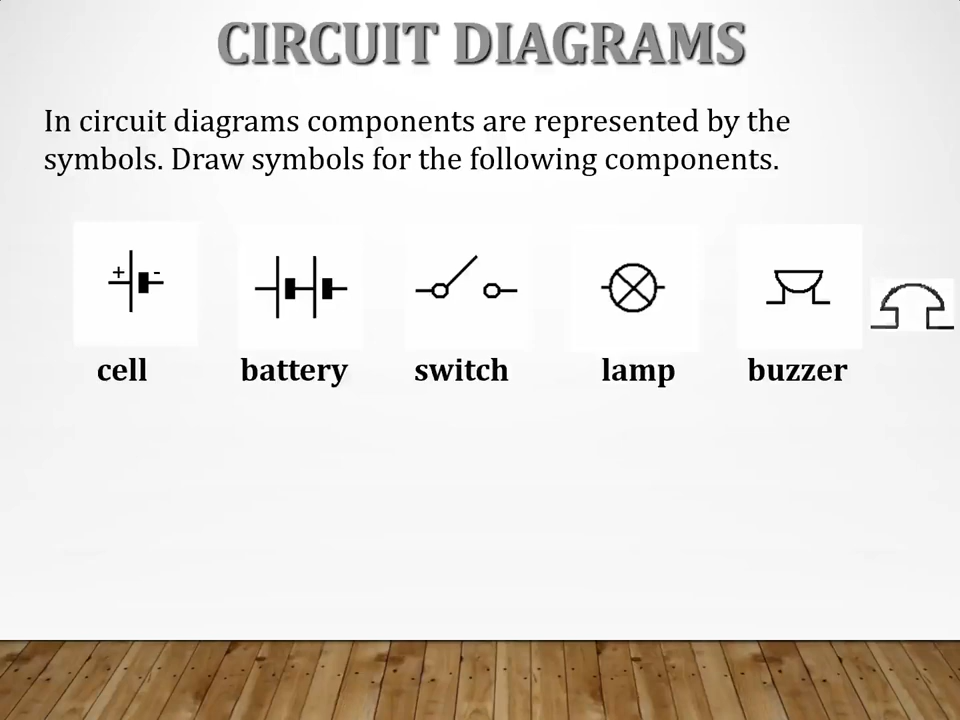 CIRCUIT DIAGRAMS
In circuit diagrams components are represented by the
symbols. Draw symbols for the following components.
+ -
cell battery switch lamp buzzer